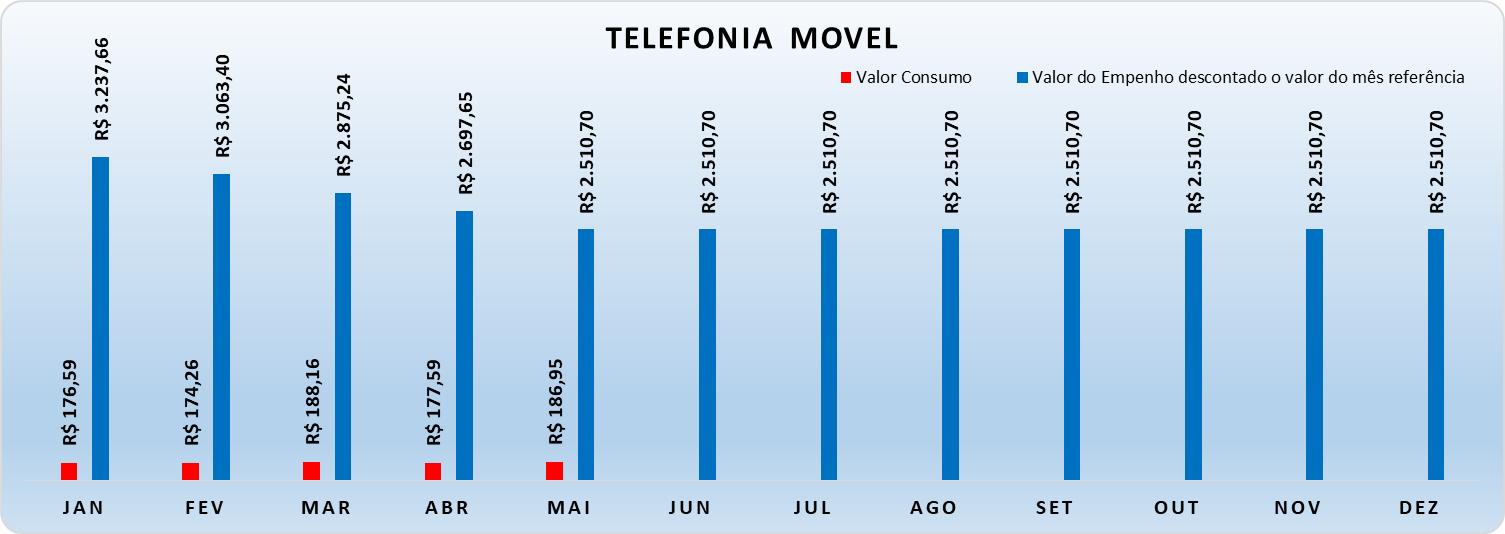 TELEFONIA MOVEL
Valor Consumo
Valor do Empenho descontado o valor do mês referência
R$ 176,59
R$ 3.237,66
R$ 174,26
R$ 3.063,40
R$ 188,16
R$ 2.875,24
R$ 177,59
R$ 2.697,65
R$ 186,95
R$ 2.510,70
R$ 2.510,70
R$ 2.510,70
R$ 2.510,70
R$ 2.510,70
R$ 2.510,70
R$ 2.510,70
R$ 2.510,70
JAN FEV MAR ABR MAI JUN JUL AGO SET OUT NOV DEZ